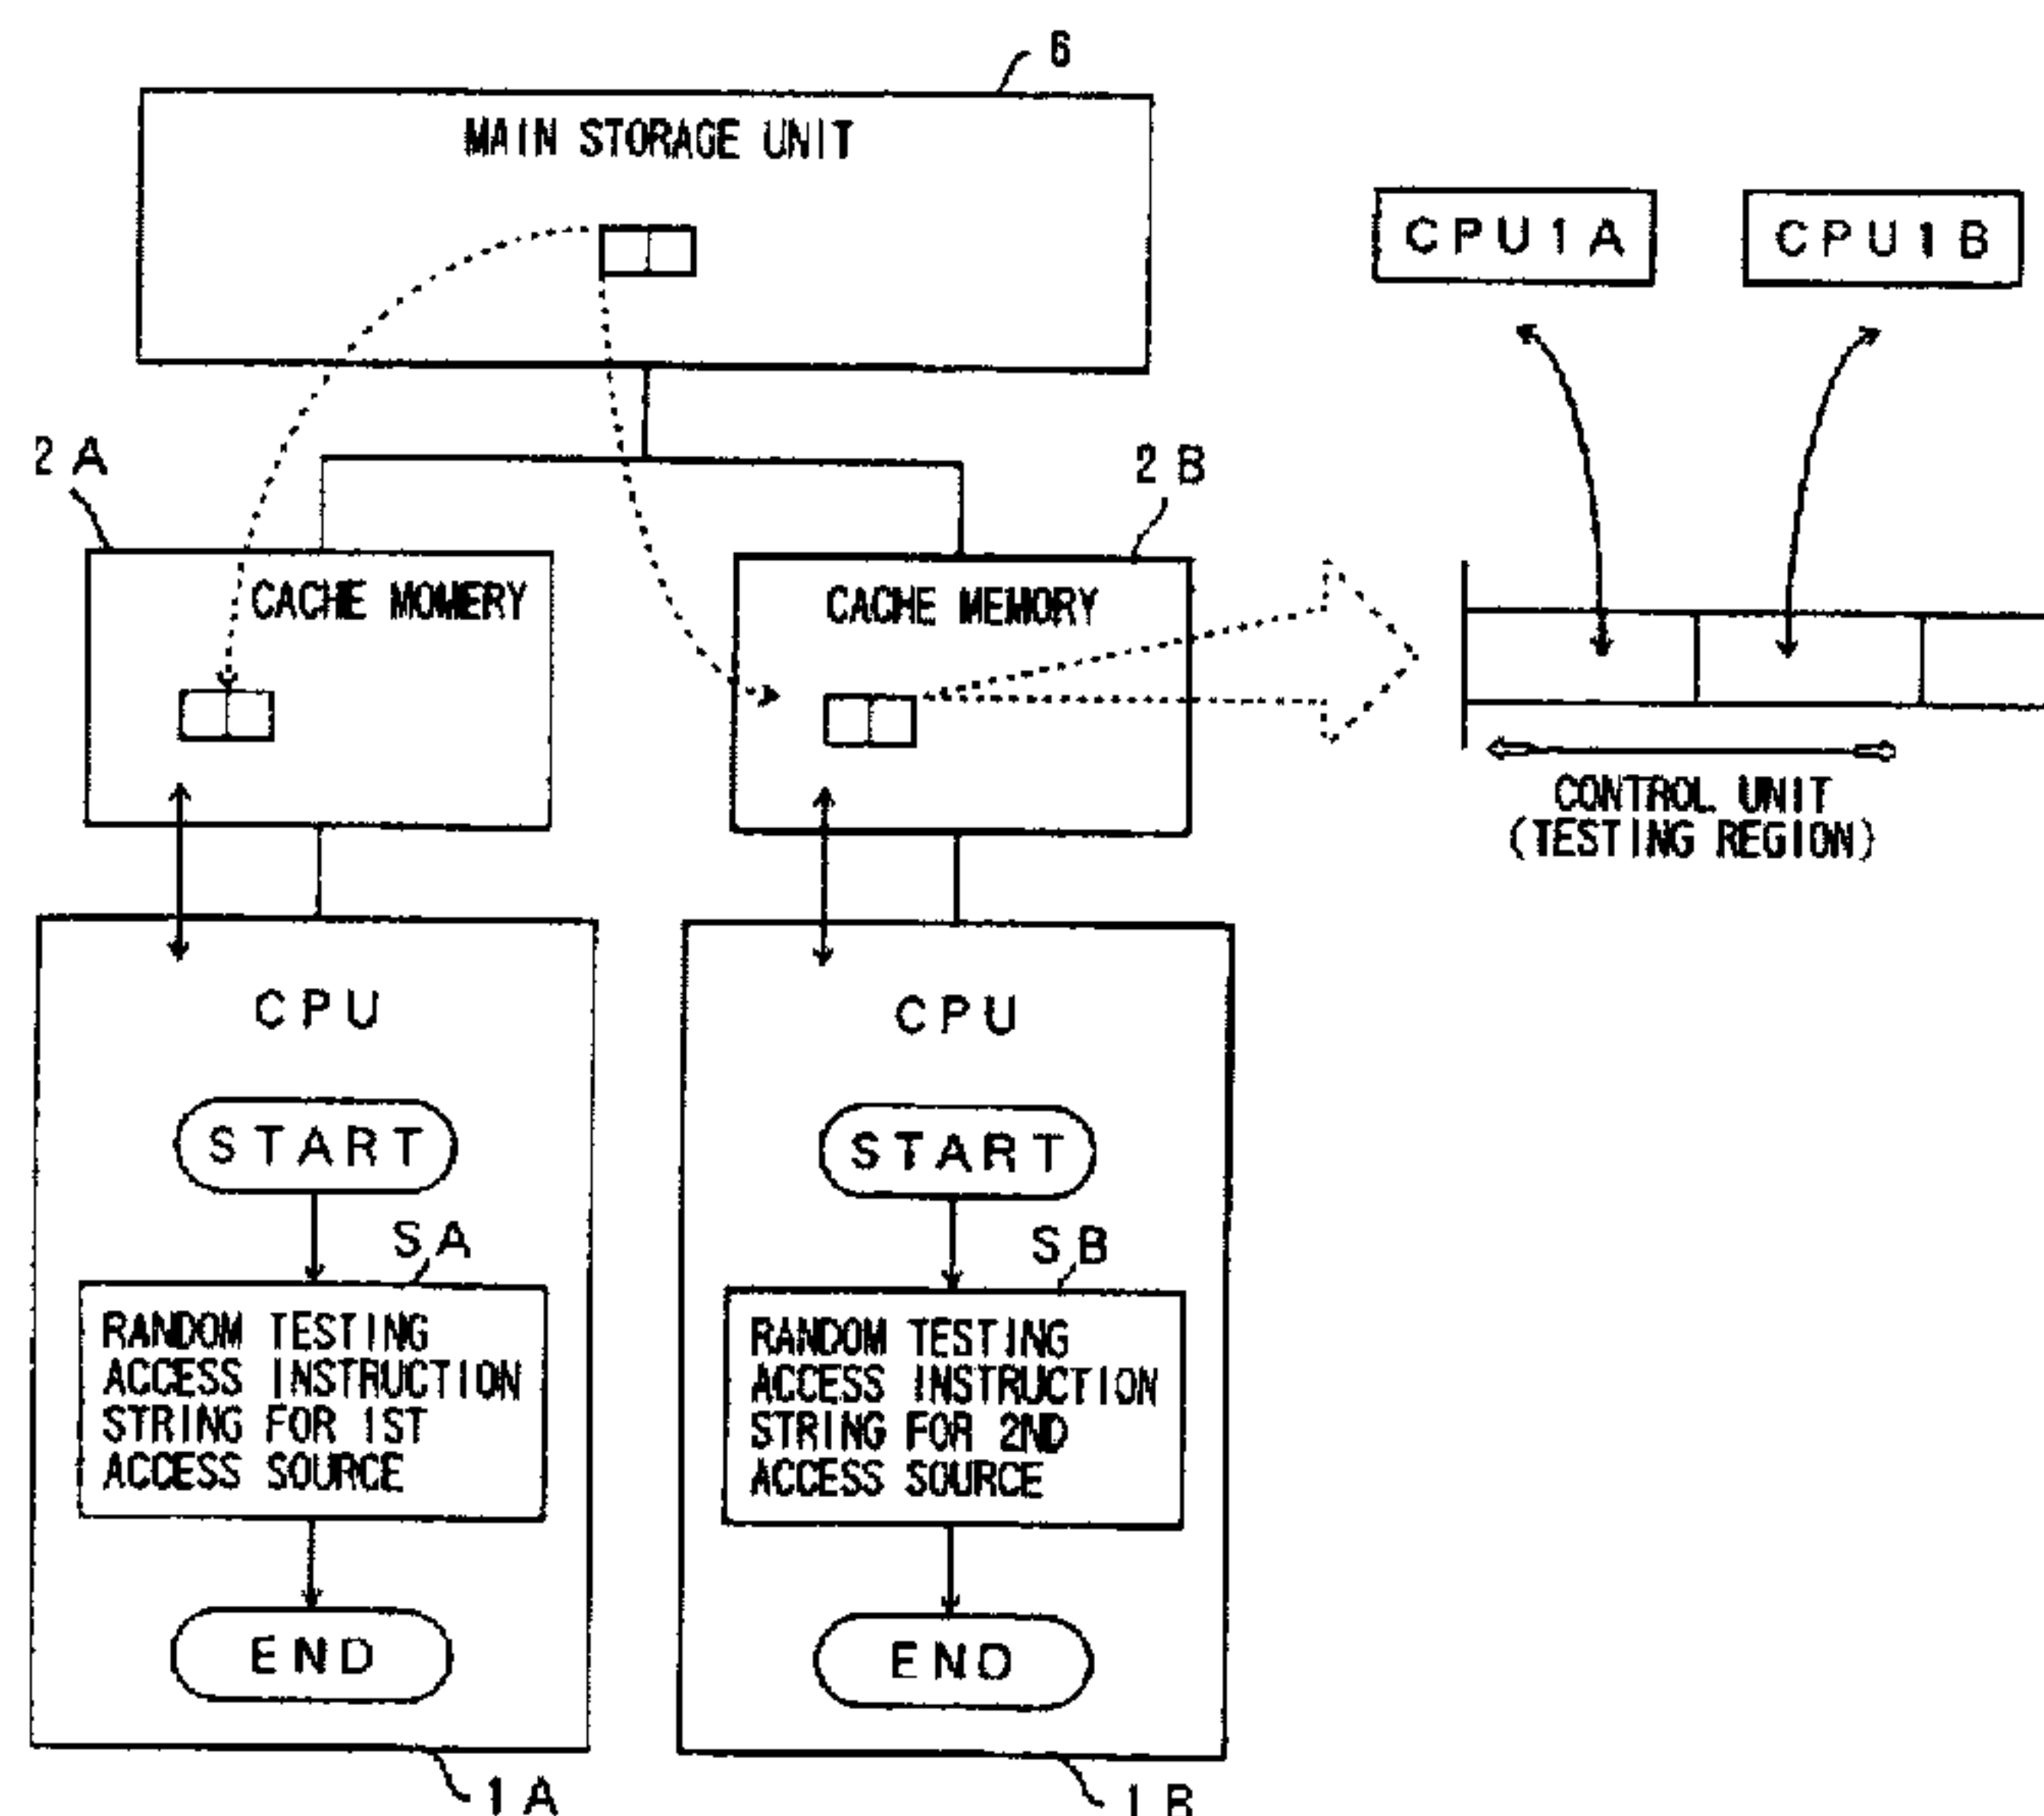 6
MAIN STORAGE UNIT
CPU1A
CPU1B
2A
2B
CACHE MOMERY
CACHE MEMORY
CONTROL UNIT
(TESTING REGION)
CPU
START
SA
RANDOM TESTING
ACCESS INSTRUCTION
STRING FOR 1ST
ACCESS SOURCE
END
1A
CPU
START
SB
RANDOM TESTING
ACCESS INSTRUCTION
STRING FOR 2ND
ACCESS SOURCE
END
1B